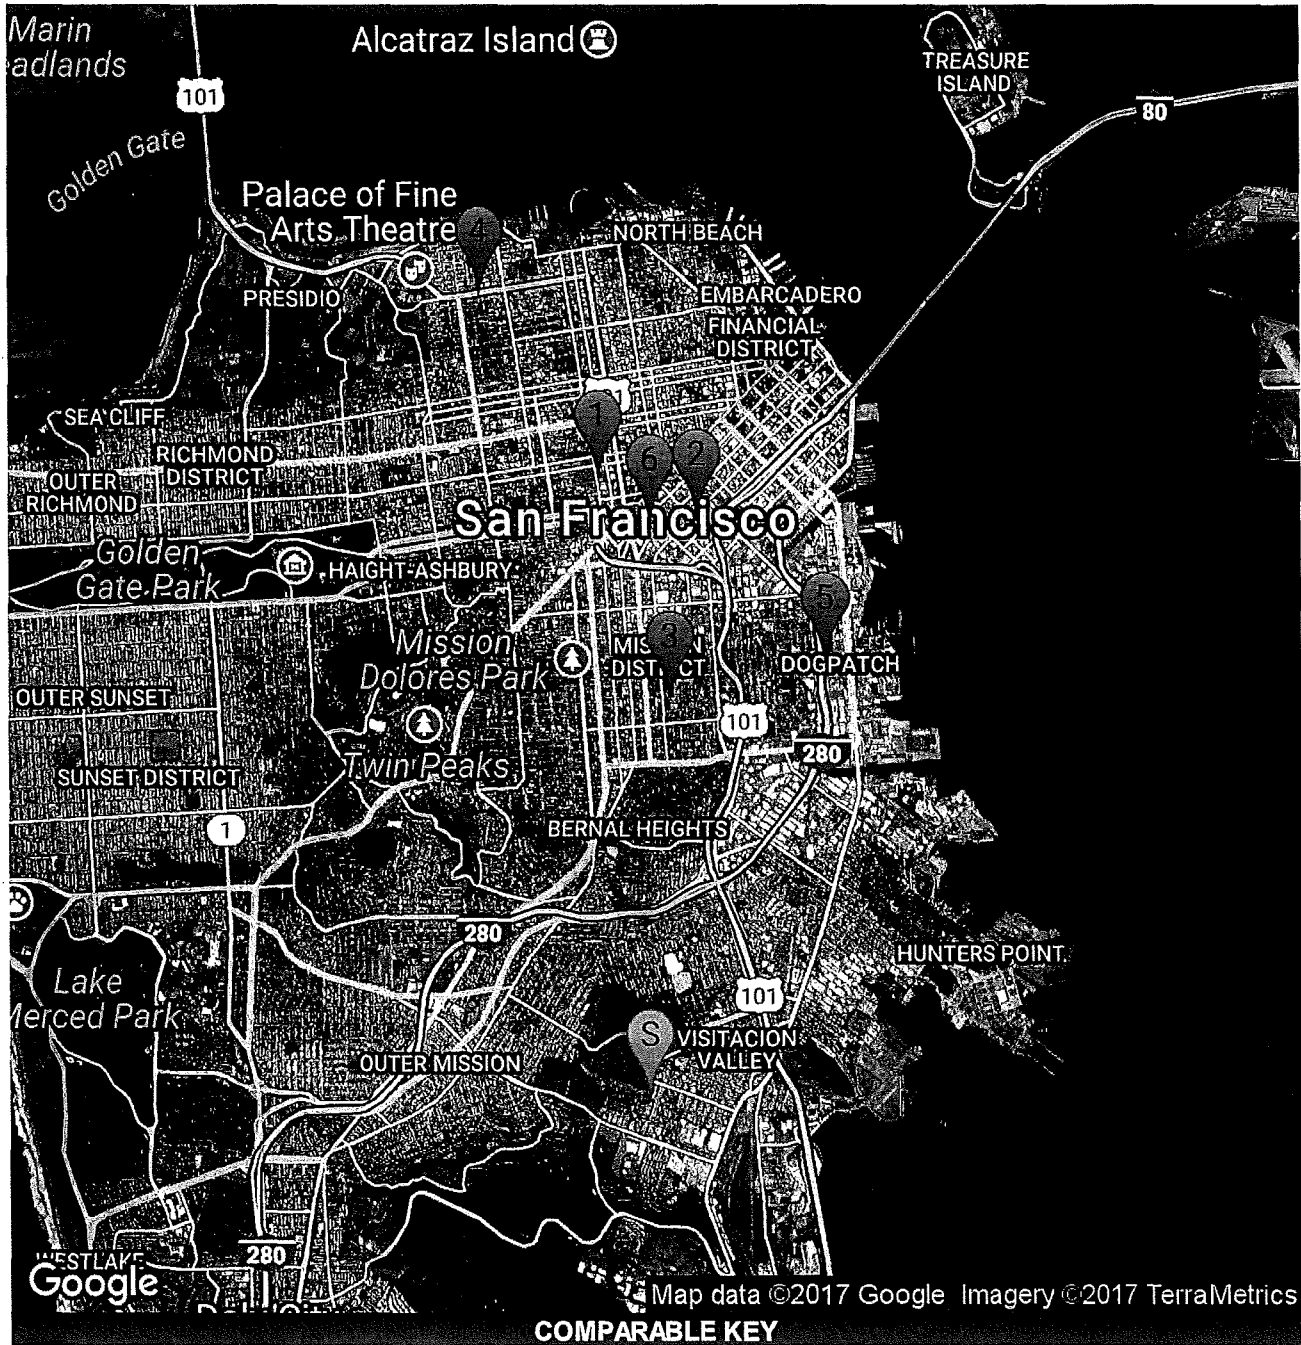 Marin
eadlands
Alcatraz Island
TREASURE
ISLAND
101
80
Golden Gate
Palace of Fine
Arts Theatre
4
NORTH BEACH
PRESIDIO
EMBARCADERO
FINANCIAL
DISTRICT
1
SEA CLIFF
RICHMOND
DISTRICT
6
2
OUTER
RICHMOND
San Francisco
Golden
Gate Park
HAIGHT-ASHBURY
5
3
Mission
Dolores Park
DOGPATCH
OUTER SUNSET
101
280
Twin Peaks
SUNSET DISTRICT
1
BERNAL HEIGHTS
280
HUNTERS POINT
Lake
Merced Park
101
S
VISITACION
VALLEY
OUTER MISSION
280
WESTLAKE
Google
Map data ©2017 Google Imagery ©2017 TerraMetrics
COMPARABLE KEY